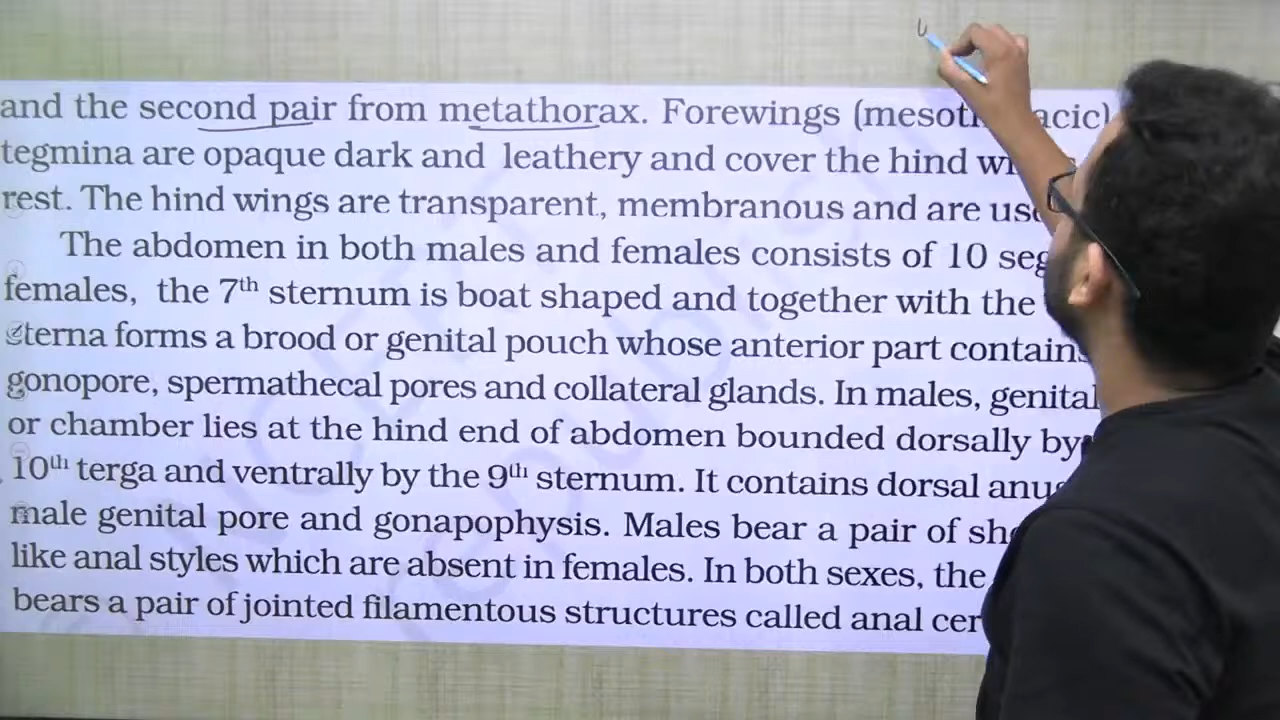 and the second pair from metathorax. Forewings (mesoth acic)
tegmina are opaque dark and leathery and cover the hind
rest. The hind wings are transparent, membranous and are
The abdomen in both males and females consists of 10
females, the 7th sternum is boat shaped and together with the
sterna forms a brood or genital pouch whose anterior part contains
gonopore, spermathecal pores and collateral glands. In males, genital
or chamber lies at the hind end of abdomen bounded dorsally by
10th terga and ventrally by the 9th sternum. It contains dorsal anus
male genital pore and gonapophysis. Males bear a pair of
like anal styles which are absent in females. In both sexes, the
bears a pair of jointed filamentous structures called anal